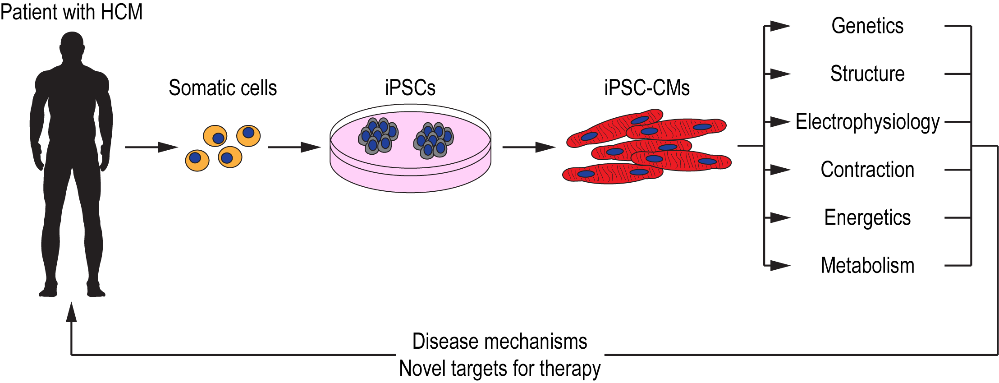 Patient with HCM
Somatic cells
iPSCs
iPSC-CMs
Genetics
Structure
Electrophysiology
Contraction
Energetics
Metabolism
Disease mechanisms
Novel targets for therapy